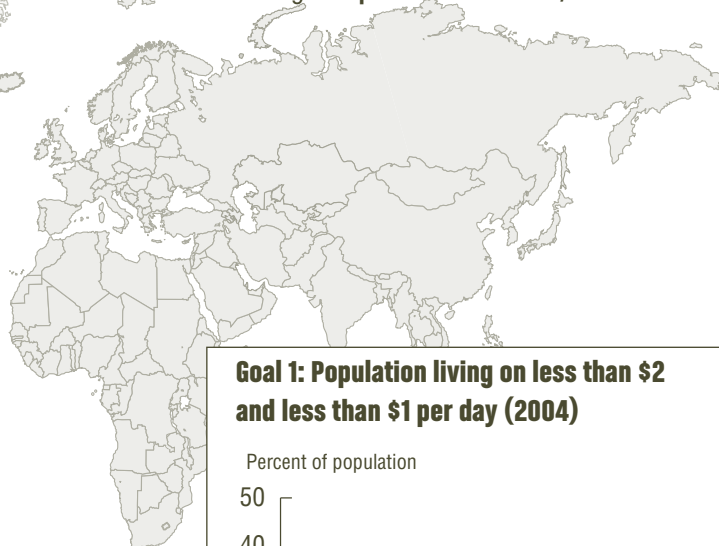 Goal 1: Population living on less than $2
and less than $1 per day (2004)
Percent of population
50
40